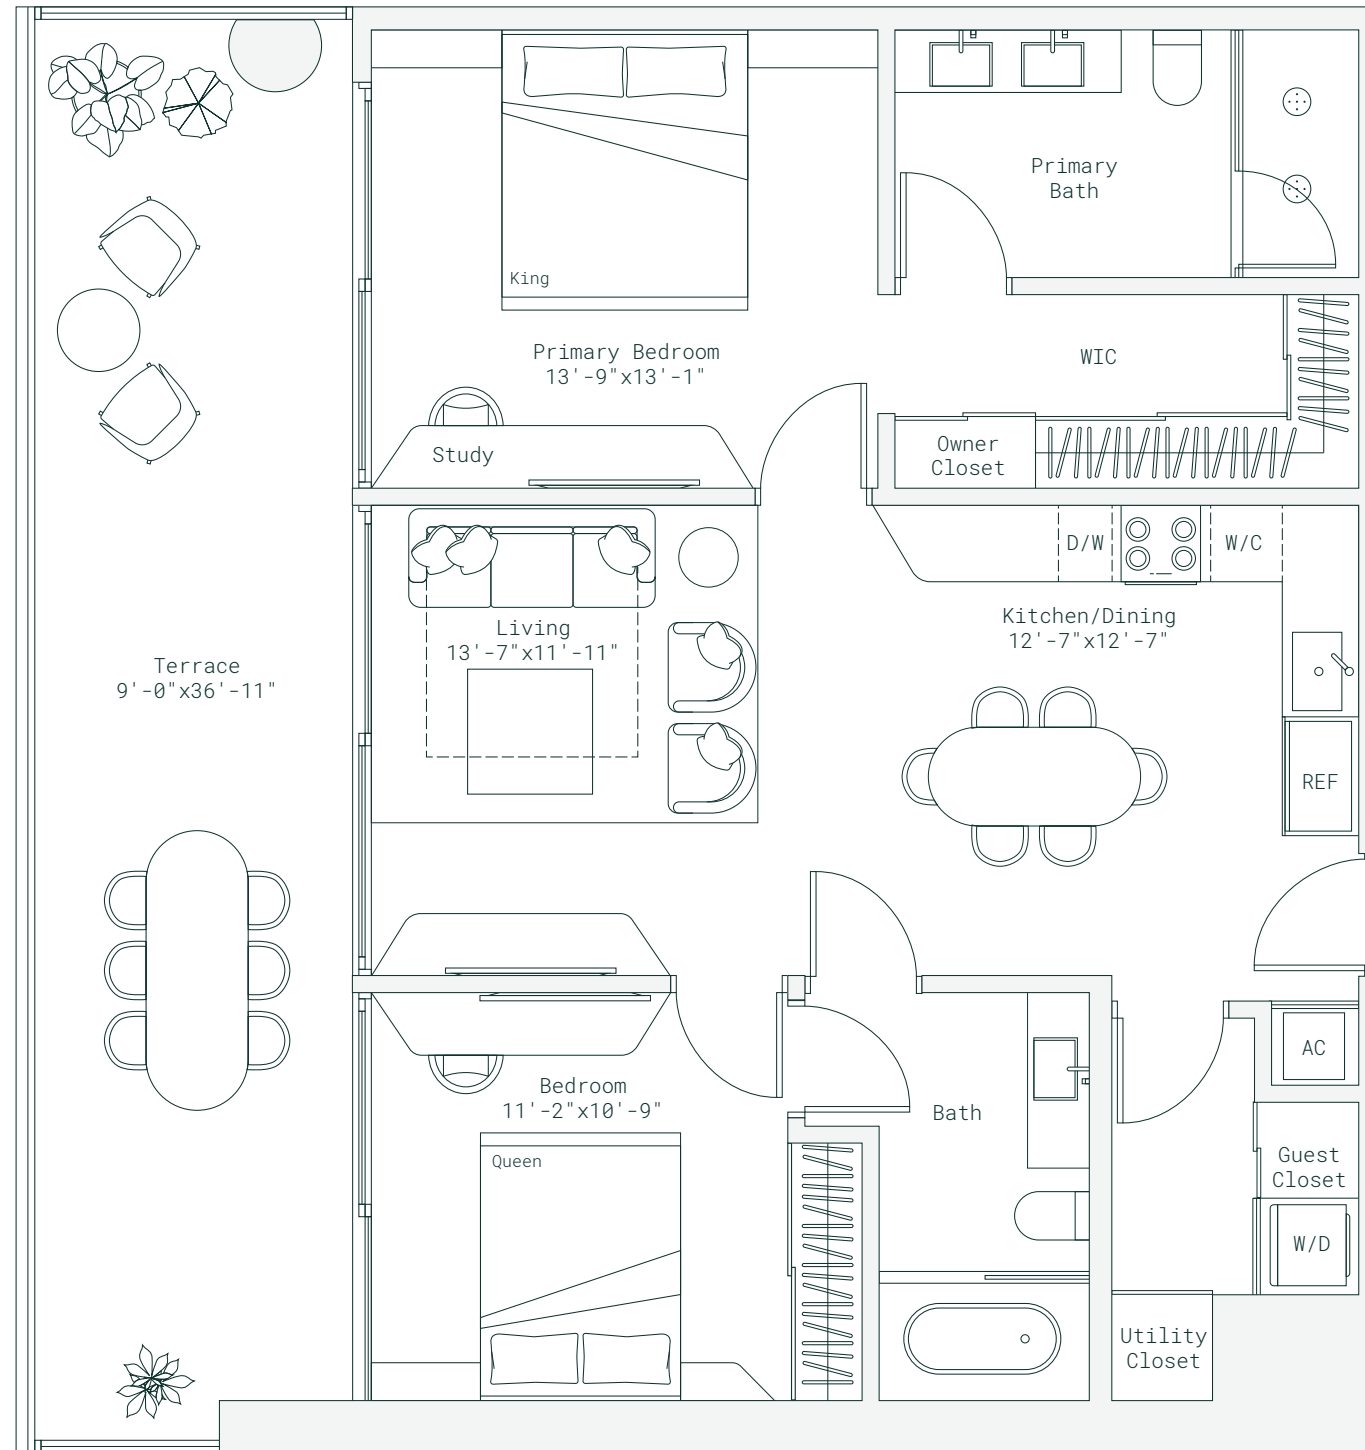 Primary
Bath
King
Primary Bedroom
13'-9"x13'-1"
WIC
Study
Owner
Closet
D/W
W/C
Living
13'-7"x11'-11"
Kitchen/Dining
12'-7"x12'-7"
Terrace
9'-0"x36'-11"
REF
AC
Bedroom
11'-2"x10'-9"
Bath
Queen
Guest
Closet
W/D
Utility
Closet